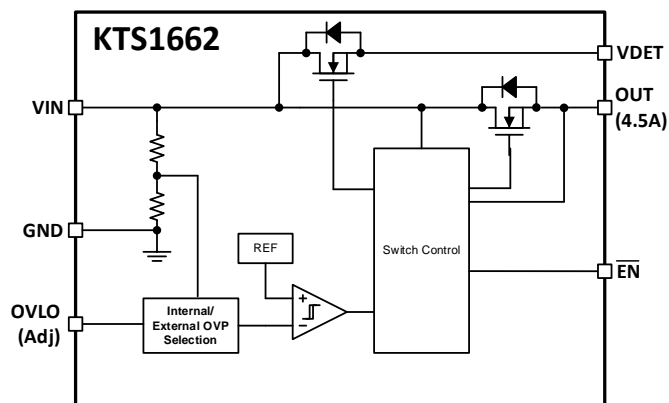 KTS1662
VDET
VIN
OUT
(4.5A)
GND
REF
Switch Control
EN
OVLO
(Adj)
Internal/
External OVP
Selection
+
−